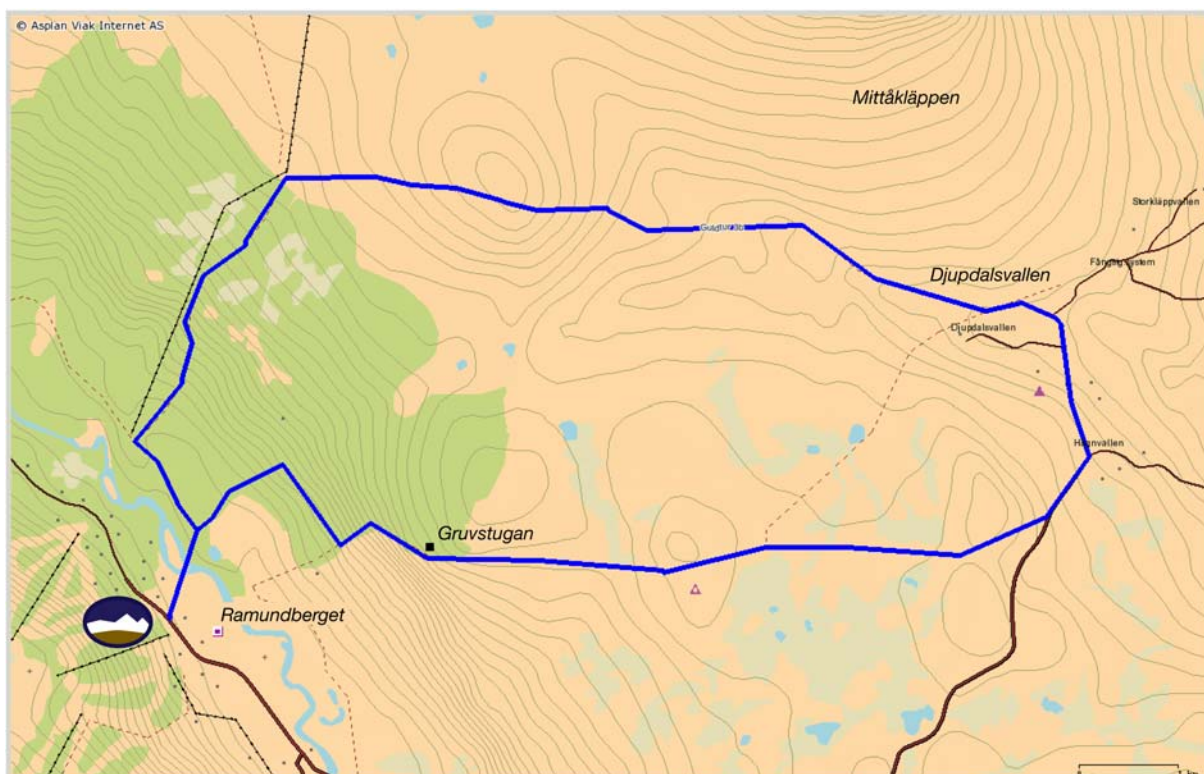 © Asplan Viak Internet AS
Mittåkläppen
Storkläppvallen
Djupdalsvallen
Djupdalsvallen
Gruvstugan
Ramundberget